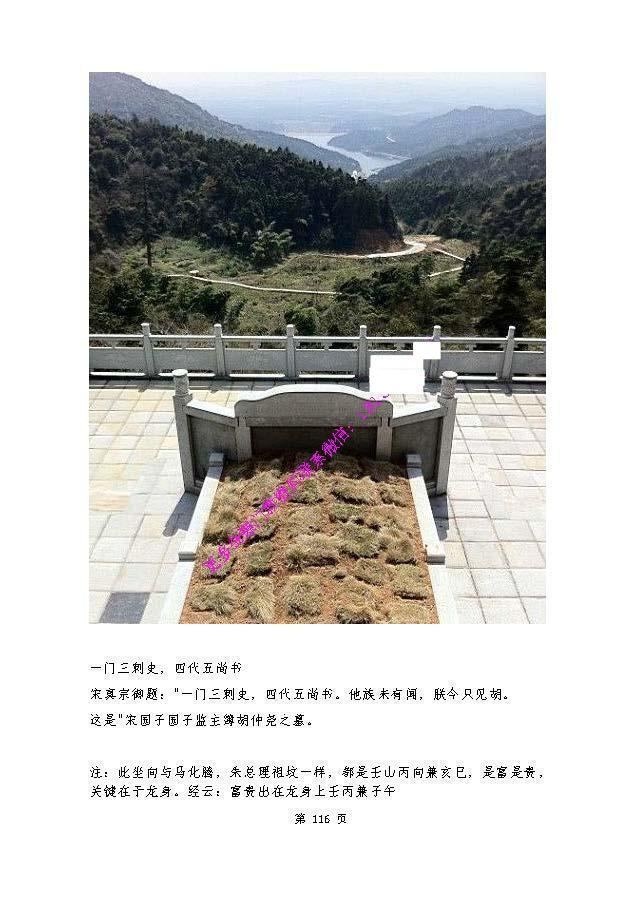 一门三刺史，四代五尚书
宋真宗御题："一门三刺史，四代五尚书。他族未有闻，朕今只见胡。
这是"宋国子国子监主簿胡仲尧之墓。
注：此坐向与马化腾，朱总理祖坟一样，都是壬山丙向兼亥巳，是富是贵，
关键在于龙身。经云：富贵出在龙身上壬丙兼子午
第 116 页